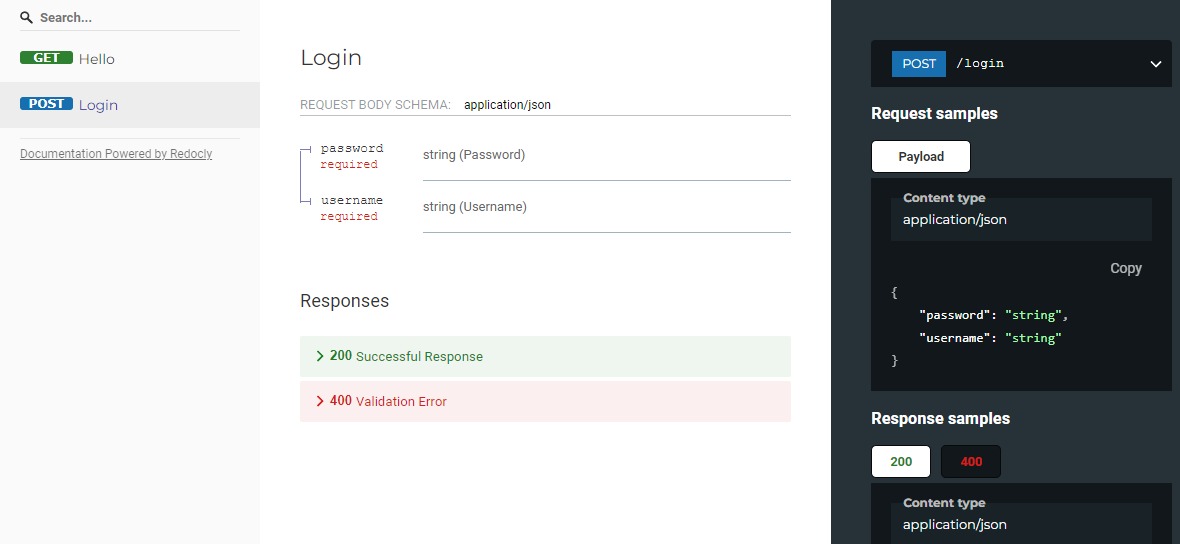 Search...
GET Hello
POST Login
Documentation Powered by Redocly
Login
REQUEST BODY SCHEMA: application/json
password
required
string (Password)
username
required
string (Username)
Responses
200 Successful Response
400 Validation Error
POST /login
Request samples
Payload
Content type
application/json
Copy
{
"password": "string",
"username": "string"
}
Response samples
200 400
Content type
application/json